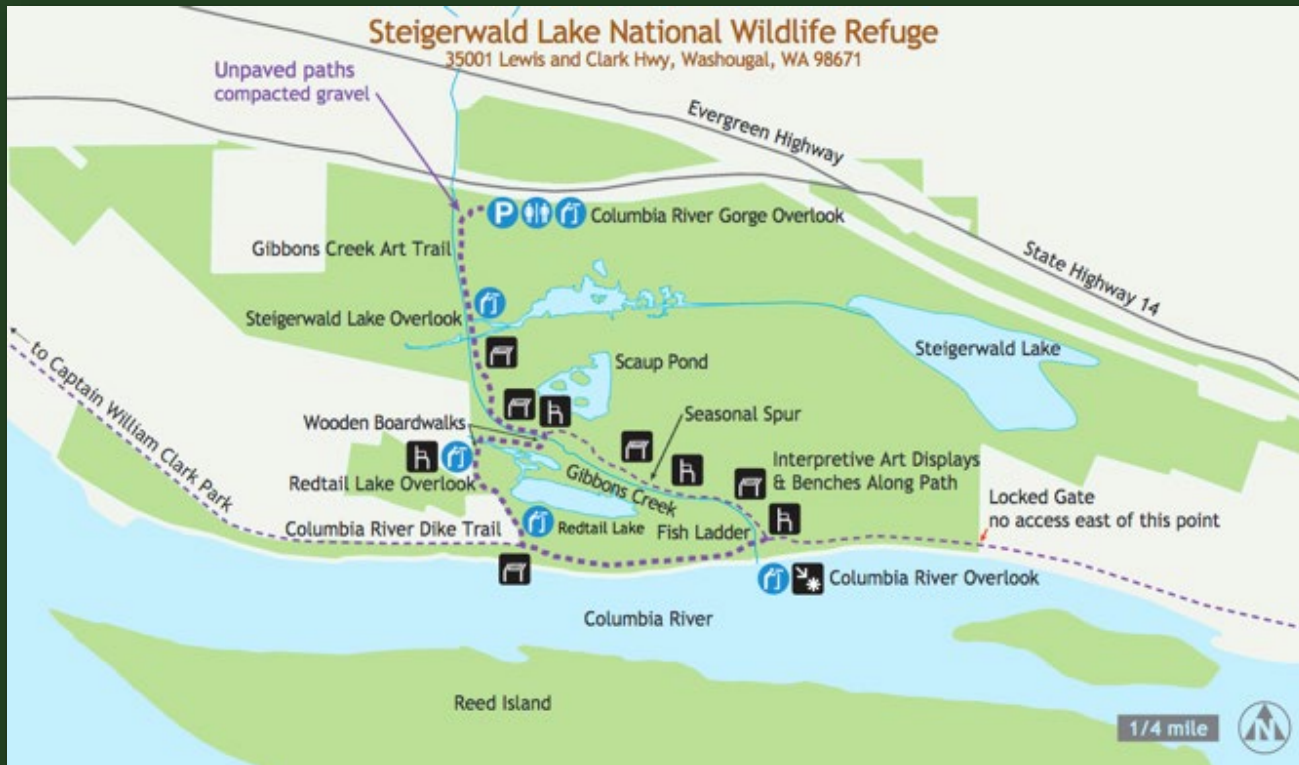 Steigerwald Lake National Wildlife Refuge
35001 Lewis and Clark Hwy, Washougal, WA 98671
Unpaved paths
compacted gravel
Evergreen Highway
P
Columbia River Gorge Overlook
Gibbons Creek Art Trail
State Highway 14
Steigerwald Lake Overlook
Steigerwald Lake
to Captain William Clark Park
Scaup Pond
Wooden Boardwalks
Seasonal Spur
Redtail Lake Overlook
Gibbons Creek
Interpretive Art Displays
& Benches Along Path
Locked Gate
no access east of this point
Columbia River Dike Trail
Redtail Lake
Fish Ladder
Columbia River Overlook
Columbia River
Reed Island
1/4 mile
N